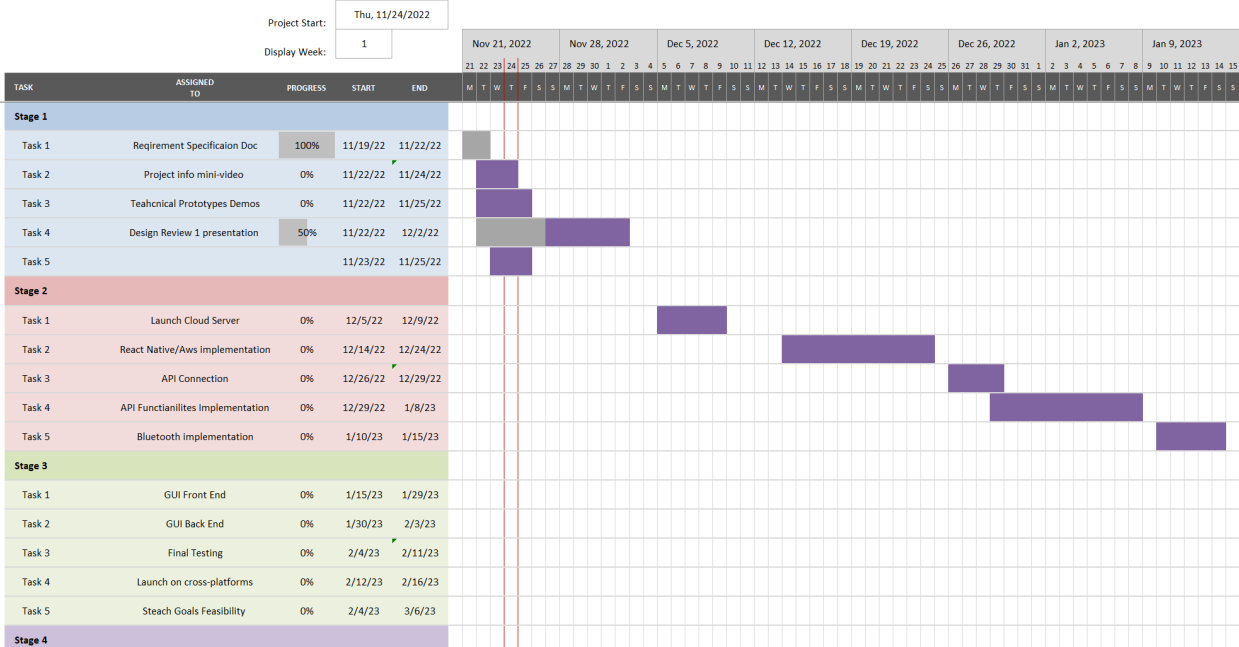 Project Start: Thu, 11/24/2022
Display Week: 1
Nov 21, 2022 Nov 28, 2022 Dec 5, 2022 Dec 12, 2022 Dec 19, 2022 Dec 26, 2022 Jan 2, 2023 Jan 9, 2023
21 22 23 24 25 26 27 28 29 30 1 2 3 4 5 6 7 8 9 10 11 12 13 14 15 16 17 18 19 20 21 22 23 24 25 26 27 28 29 30 31 1 2 3 4 5 6 7 8 9 10 11 12 13 14 15
TASK ASSIGNED TO PROGRESS START END M T W T F S S M T W T F S S M T W T F S S M T W T F S S M T W T F S S M T W T F S S M T W T F S S M T W T F S S
Stage 1
Task 1 Reqirement Specificaion Doc 100% 11/19/22 11/22/22
Task 2 Project info mini-video 0% 11/22/22 11/24/22
Task 3 Teahcnical Prototypes Demos 0% 11/22/22 11/25/22
Task 4 Design Review 1 presentation 50% 11/22/22 12/2/22
Task 5 11/23/22 11/25/22
Stage 2
Task 1 Launch Cloud Server 0% 12/5/22 12/9/22
Task 2 React Native/Aws implementation 0% 12/14/22 12/24/22
Task 3 API Connection 0% 12/26/22 12/29/22
Task 4 API Functianilites Implementation 0% 12/29/22 1/8/23
Task 5 Bluetooth implementation 0% 1/10/23 1/15/23
Stage 3
Task 1 GUI Front End 0% 1/15/23 1/29/23
Task 2 GUI Back End 0% 1/30/23 2/3/23
Task 3 Final Testing 0% 2/4/23 2/11/23
Task 4 Launch on cross-platforms 0% 2/12/23 2/16/23
Task 5 Steach Goals Feasibility 0% 2/4/23 3/6/23
Stage 4